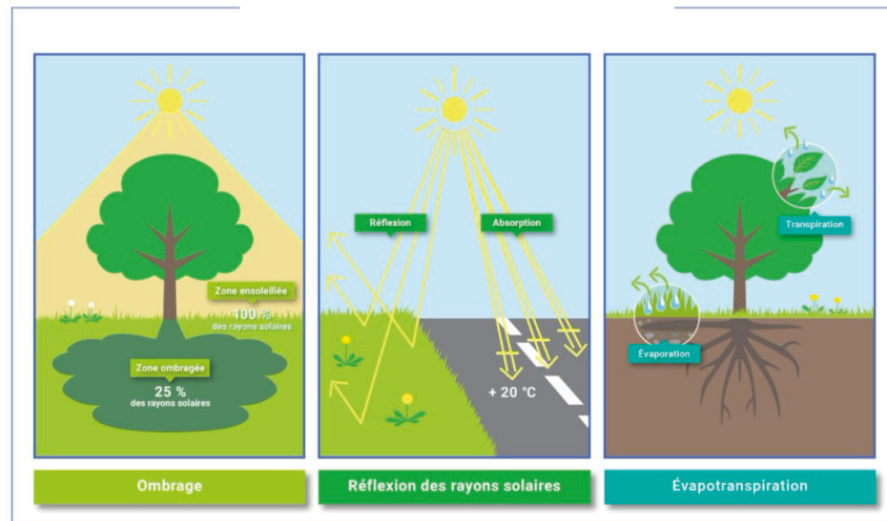 Zone ensoleillée
100 %
des rayons solaires
Zone ombragée
25 %
des rayons solaires
Ombrage
Réflexion
Absorption
+ 20 °C
Réflexion des rayons solaires
Transpiration
Évaporation
Évapotranspiration